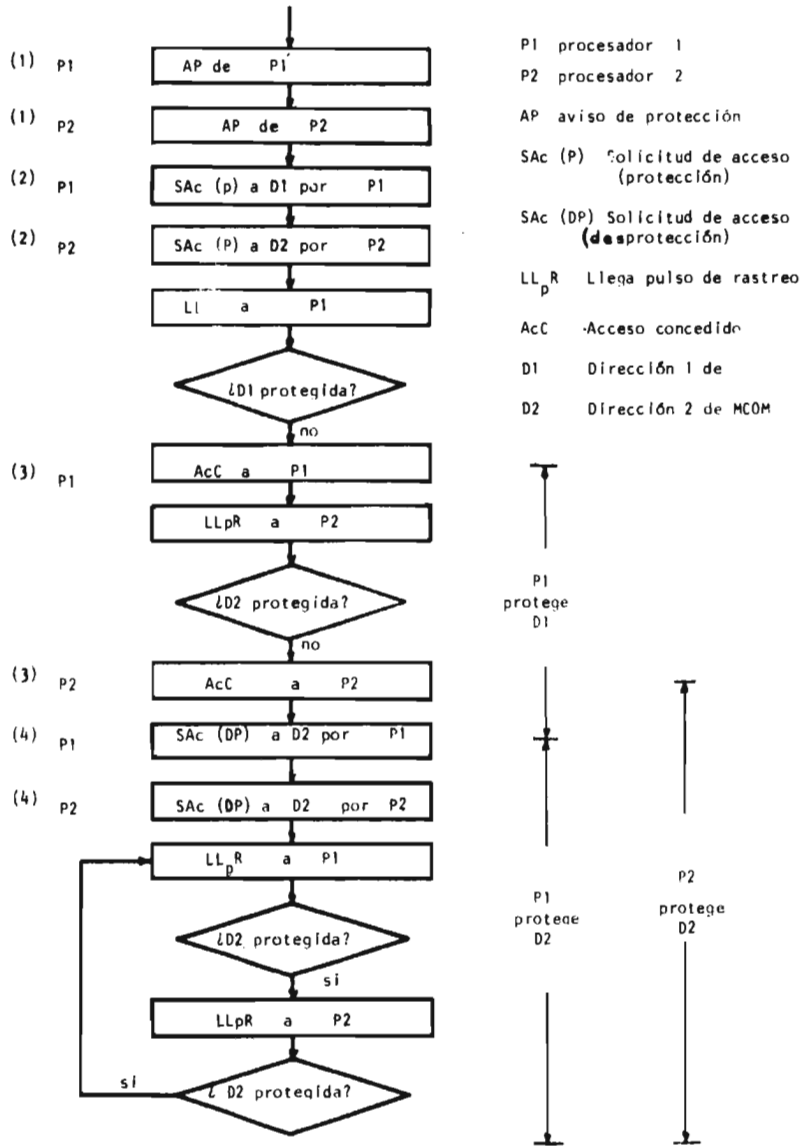 (1) P1 AP de P1
(1) P2 AP de P2
(2) P1 SAc (p) a D1 por P1
(2) P2 SAc (P) a D2 por P2
Ll a P1
¿D1 protegida?
no
(3) P1 AcC a P1
LLpR a P2
¿D2 protegida?
no
(3) P2 AcC a P2
(4) P1 SAc (DP) a D2 por P1
(4) P2 SAc (DP) a D2 por P2
LLpR a P1
¿D2 protegida?
si
LLpR a P2
¿ D2 protegida?
si
P1 procesador 1
P2 procesador 2
AP aviso de protección
SAc (P) Solicitud de acceso
(protección)
SAc (DP) Solicitud de acceso
(desprotección)
LLpR Llega pulso de rastreo
AcC Acceso concedido
D1 Dirección 1 de
D2 Dirección 2 de MCOM
P1
protege
D1
P1
protege
D2
P2
protege
D2